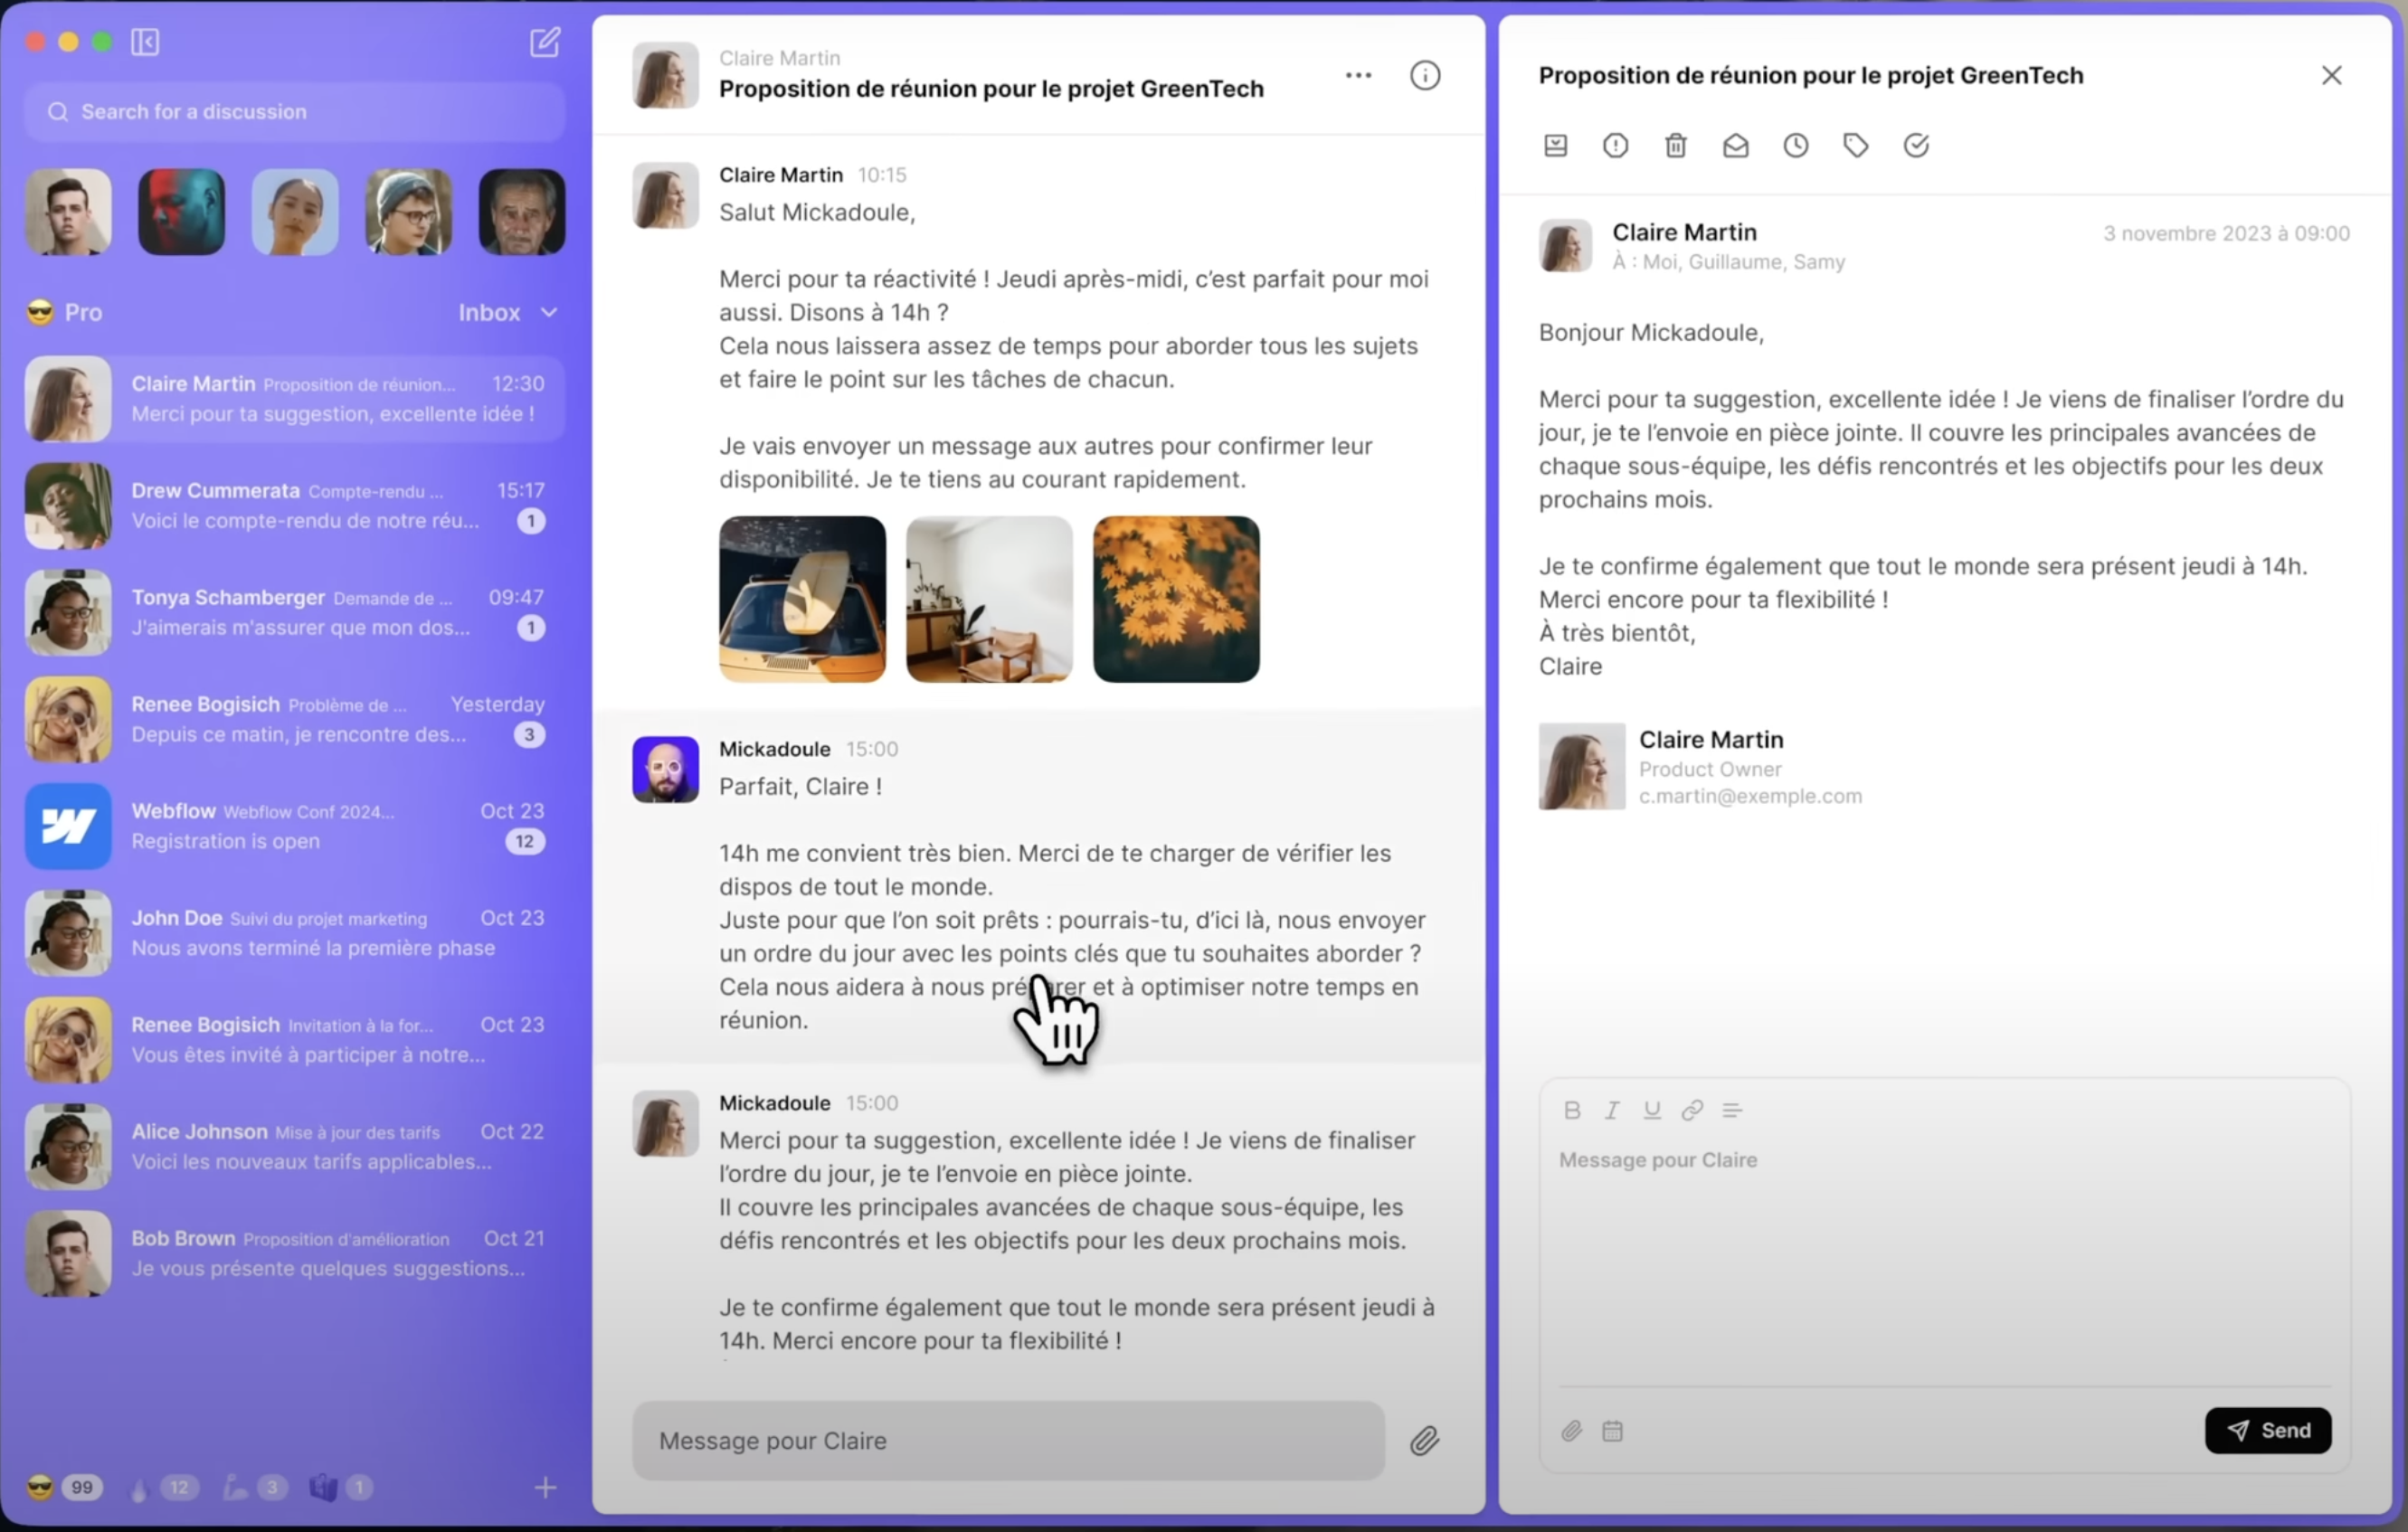 Search for a discussion
Pro
Inbox
Claire Martin Proposition de réunion... 12:30
Merci pour ta suggestion, excellente idée !
Drew Cummerata Compte-rendu ... 15:17
Voici le compte-rendu de notre réu... 1
Tonya Schamberger Demande de ... 09:47
J'aimerais m'assurer que mon dos... 1
Renee Bogisich Problème de ... Yesterday
Depuis ce matin, je rencontre des... 3
Webflow Webflow Conf 2024... Oct 23
Registration is open 12
John Doe Suivi du projet marketing Oct 23
Nous avons terminé la première phase
Renee Bogisich Invitation à la for... Oct 23
Vous êtes invité à participer à notre...
Alice Johnson Mise à jour des tarifs Oct 22
Voici les nouveaux tarifs applicables...
Bob Brown Proposition d'amélioration Oct 21
Je vous présente quelques suggestions...
99 12 3 1
Claire Martin
Proposition de réunion pour le projet GreenTech
Claire Martin 10:15
Salut Mickadoule,
Merci pour ta réactivité ! Jeudi après-midi, c’est parfait pour moi
aussi. Disons à 14h ?
Cela nous laissera assez de temps pour aborder tous les sujets
et faire le point sur les tâches de chacun.
Je vais envoyer un message aux autres pour confirmer leur
disponibilité. Je te tiens au courant rapidement.
Mickadoule 15:00
Parfait, Claire !
14h me convient très bien. Merci de te charger de vérifier les
dispos de tout le monde.
Juste pour que l’on soit prêts : pourrais-tu, d’ici là, nous envoyer
un ordre du jour avec les points clés que tu souhaites aborder ?
Cela nous aidera à nous et à optimiser notre temps en
réunion.
Mickadoule 15:00
Merci pour ta suggestion, excellente idée ! Je viens de finaliser
l’ordre du jour, je te l’envoie en pièce jointe.
Il couvre les principales avancées de chaque sous-équipe, les
défis rencontrés et les objectifs pour les deux prochains mois.
Je te confirme également que tout le monde sera présent jeudi à
14h. Merci encore pour ta flexibilité !
Message pour Claire
Proposition de réunion pour le projet GreenTech
Claire Martin 3 novembre 2023 à 09:00
À : Moi, Guillaume, Samy
Bonjour Mickadoule,
Merci pour ta suggestion, excellente idée ! Je viens de finaliser l’ordre du
jour, je te l’envoie en pièce jointe. Il couvre les principales avancées de
chaque sous-équipe, les défis rencontrés et les objectifs pour les deux
prochains mois.
Je te confirme également que tout le monde sera présent jeudi à 14h.
Merci encore pour ta flexibilité !
À très bientôt,
Claire
Claire Martin
Product Owner
c.martin@exemple.com
B I U
Message pour Claire
Send